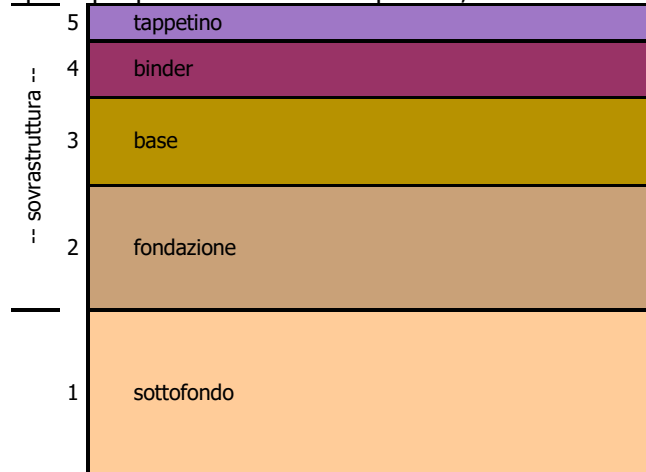 5 tappetino
4 binder
-- sovrastruttura --
3 base
2 fondazione
1 sottofondo